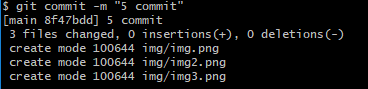 $ git commit -m "5 commit"
[main 8f47bdd] 5 commit
 3 files changed, 0 insertions(+), 0 deletions(-)
 create mode 100644 img/img.png
 create mode 100644 img/img2.png
 create mode 100644 img/img3.png